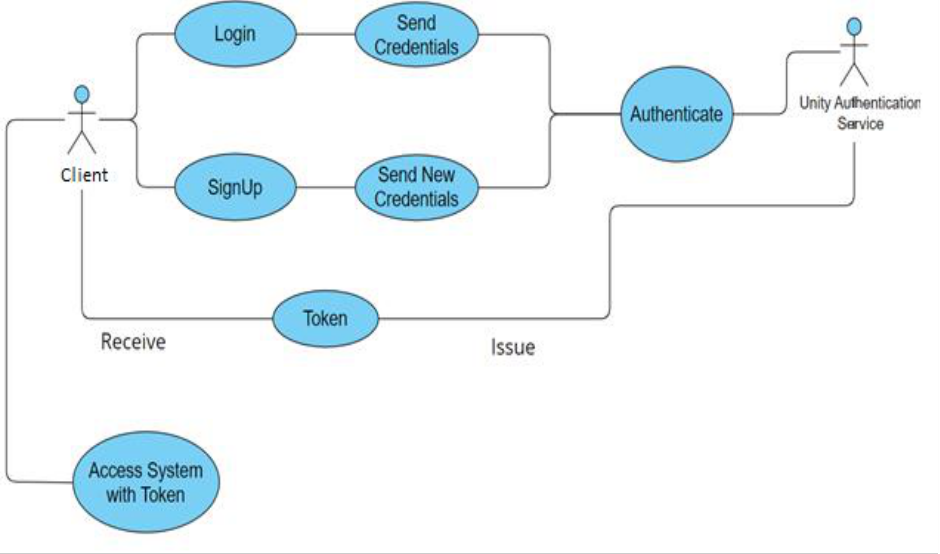 Login
Send
Credentials
Authenticate
Unity Authentication
Service
Client
SignUp
Send New
Credentials
Token
Receive
Issue
Access System
with Token